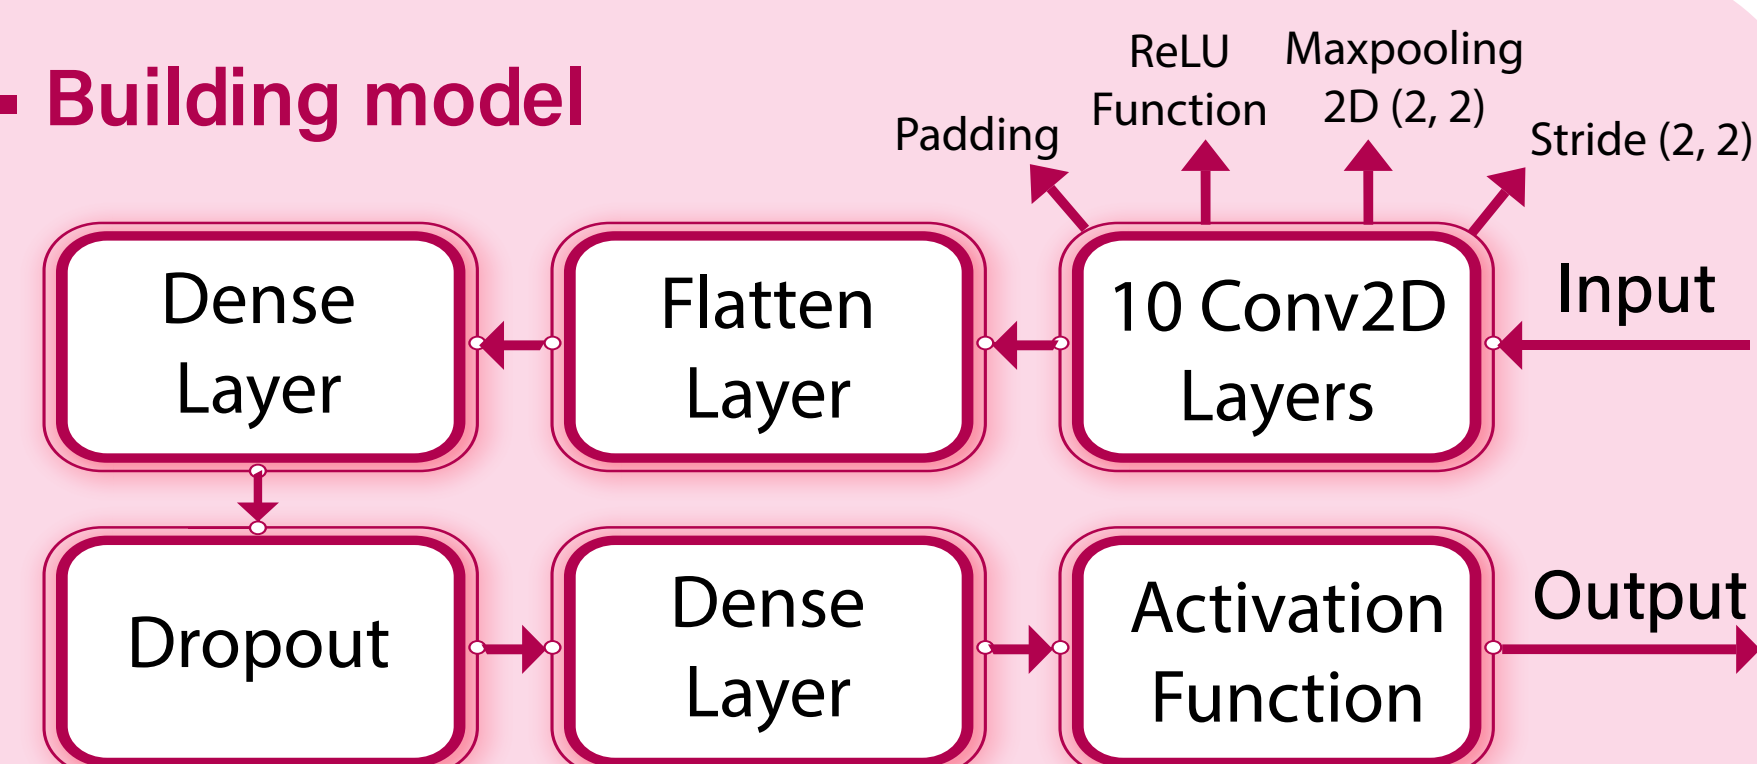 Building model
Padding
ReLU
Function
Maxpooling
2D (2, 2)
Stride (2, 2)
Input
10 Conv2D
Layers
Flatten
Layer
Dense
Layer
Dropout
Dense
Layer
Activation
Function
Output